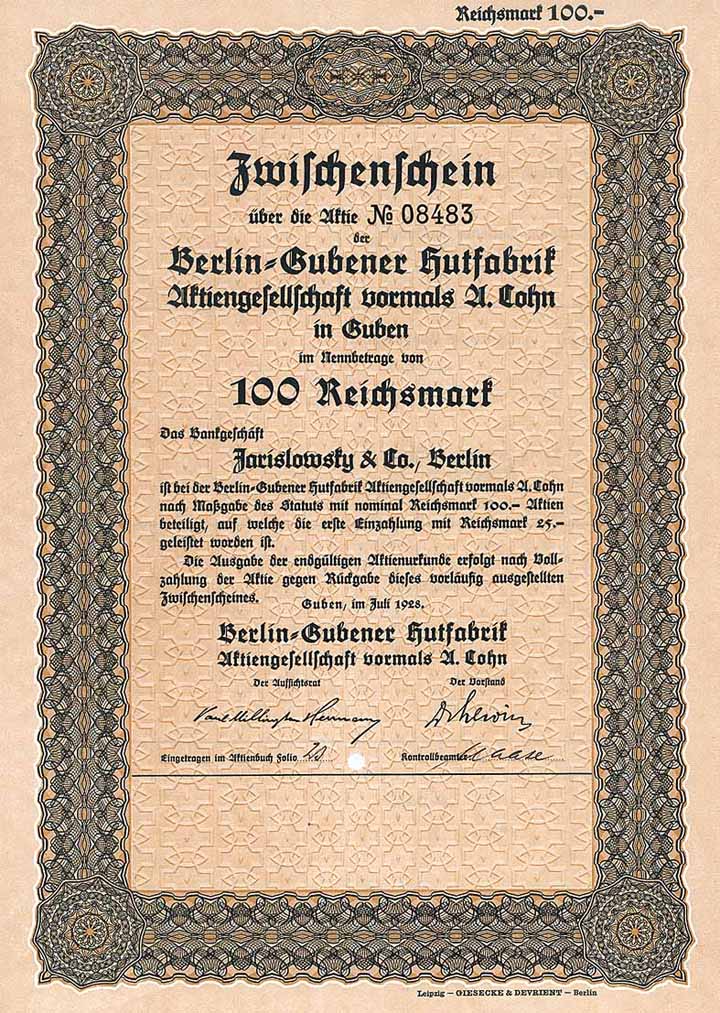 Reichsmark 100.–
Zwischenschein
über die Aktie № 08483
der
Berlin=Gubener Hutfabrik
Aktiengesellschaft vormals A. Cohn
in Guben
im Nennbetrage von
100 Reichsmark
Das Bankgeschäft
Jarislowsky & Co., Berlin
ist bei der Berlin-Gubener Hutfabrik Aktiengesellschaft vormals A. Cohn
nach Maßgabe des Statuts mit nominal Reichsmark 100.– Aktien
beteiligt, auf welche die erste Einzahlung mit Reichsmark 25.–
geleistet worden ist.
Die Ausgabe der endgültigen Aktienurkunde erfolgt nach Voll-
zahlung der Aktie gegen Rückgabe dieses vorläufig ausgestellten
Zwischenscheines.
Guben, im Juli 1928.
Berlin=Gubener Hutfabrik
Aktiengesellschaft vormals A. Cohn
Der Aufsichtsrat
Der Vorstand
Herrmann
Eingetragen im Aktienbuch Folio
Kontrollbeamter Haase
Leipzig — GIESECKE & DEVRIENT — Berlin